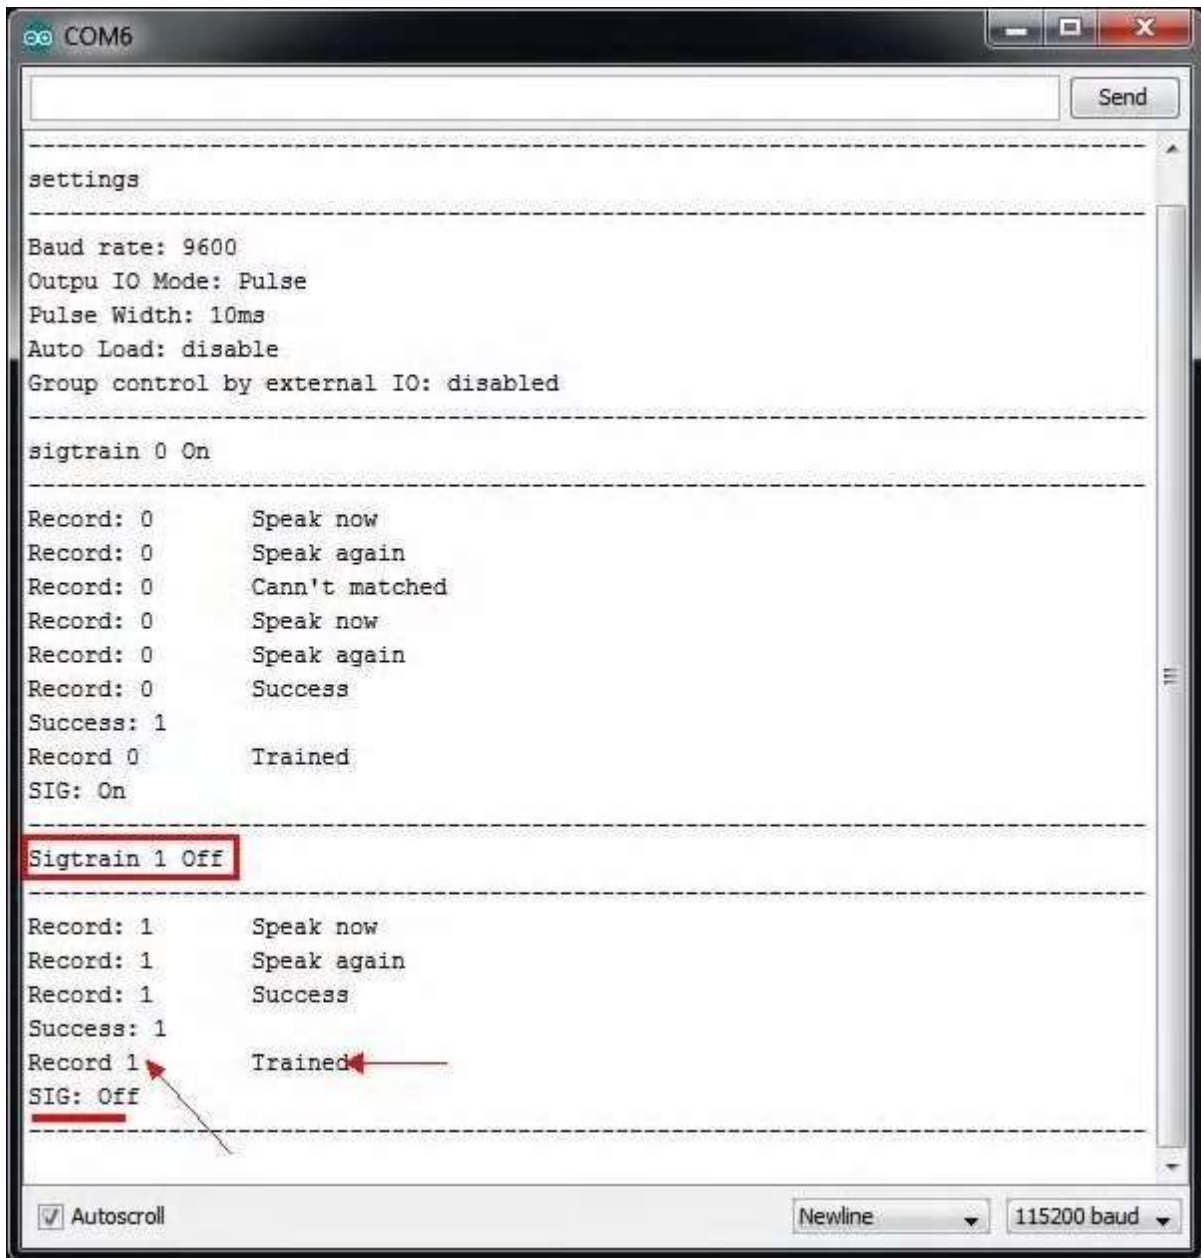 COM6
Send
settings
Baud rate: 9600
Outpu IO Mode: Pulse
Pulse Width: 10ms
Auto Load: disable
Group control by external IO: disabled
sigtrain 0 On
Record: 0 Speak now
Record: 0 Speak again
Record: 0 Cann't matched
Record: 0 Speak now
Record: 0 Speak again
Record: 0 Success
Success: 1
Record 0 Trained
SIG: On
Sigtrain 1 Off
Record: 1 Speak now
Record: 1 Speak again
Record: 1 Success
Success: 1
Record 1 Trained
SIG: Off
Autoscroll Newline 115200 baud